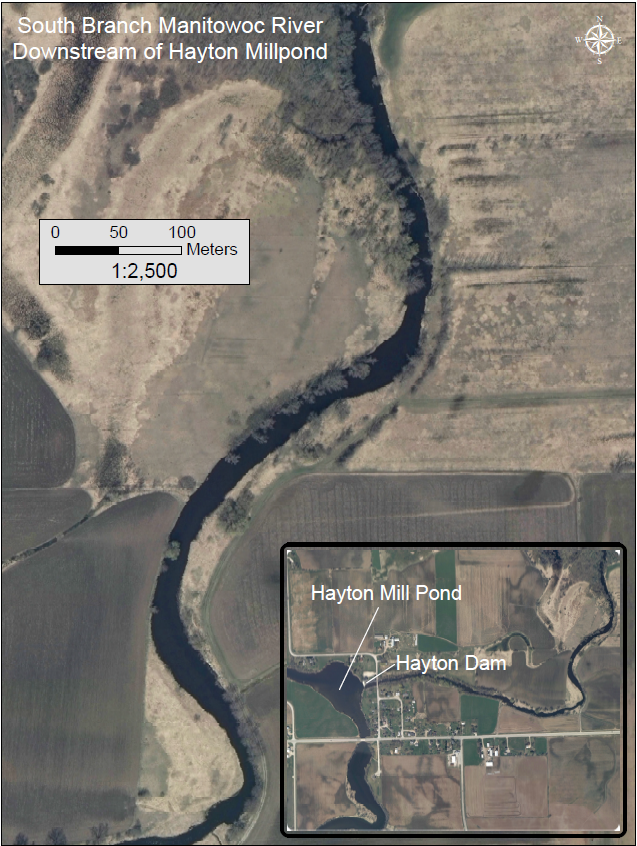 South Branch Manitowoc River
Downstream of Hayton Millpond
N
W
E
S
0 50 100
Meters
1:2,500
Hayton Mill Pond
Hayton Dam